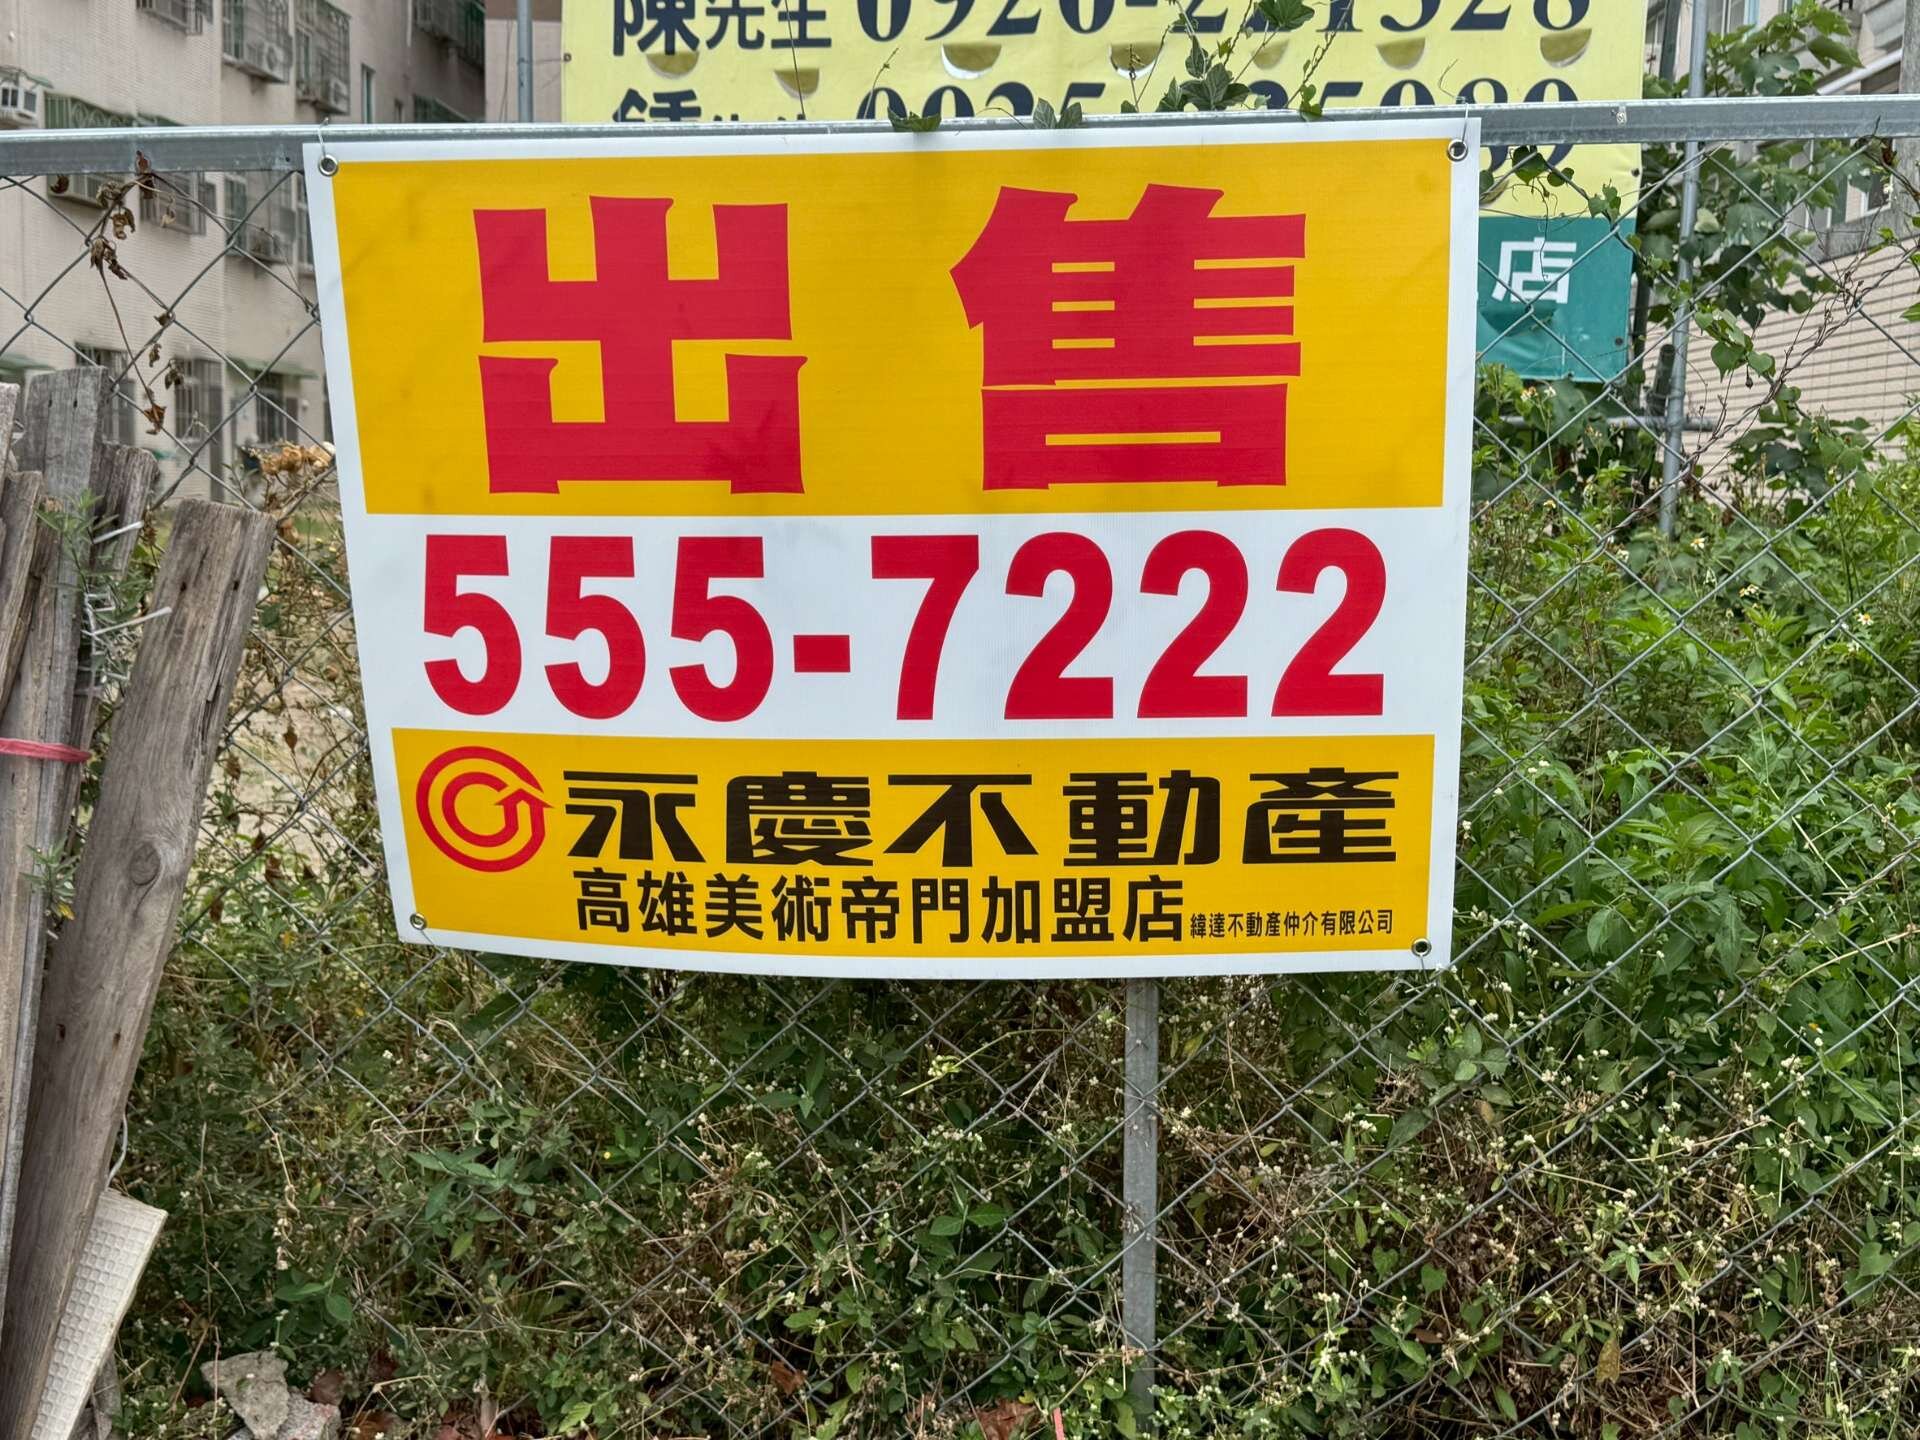 陳先生
出售
555-7222
永慶不動產
高雄美術帝門加盟店 緯達不動產仲介有限公司
店